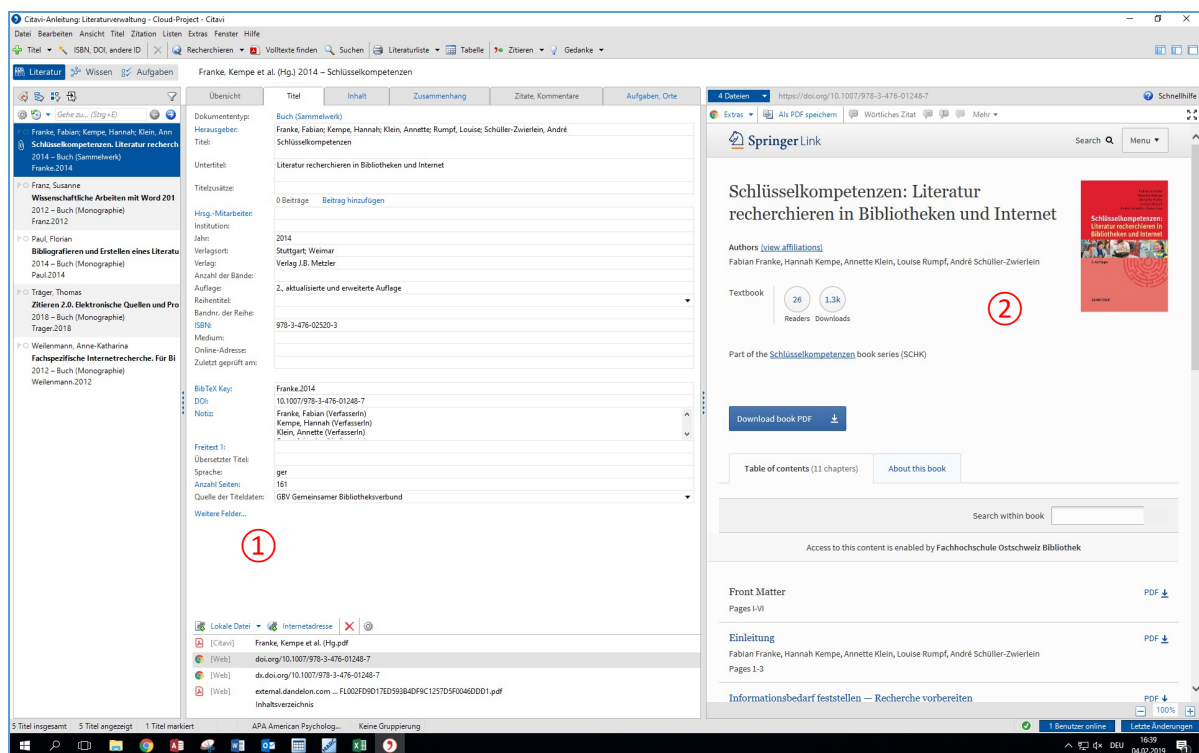 Citavi-Anleitung: Literaturverwaltung - Cloud-Project - Citavi
Datei Bearbeiten Ansicht Titel Zitation Listen Extras Fenster Hilfe
Titel ISBN, DOI, andere ID Recherchieren Volltexte finden Suchen Literaturliste Tabelle Zitieren Gedanke
Literatur Wissen Aufgaben Franke, Kempe et al. (Hg.) 2014 – Schlüsselkompetenzen
Gehe zu... (Strg+E)
Franke, Fabian; Kempe, Hannah; Klein, Ann
Schlüsselkompetenzen. Literatur recherch
2014 – Buch (Sammelwerk)
Franke.2014
Franz, Susanne
Wissenschaftliche Arbeiten mit Word 201
2012 – Buch (Monographie)
Franz.2012
Paul, Florian
Bibliografieren und Erstellen eines Literatu
2014 – Buch (Monographie)
Paul.2014
Träger, Thomas
Zitieren 2.0. Elektronische Quellen und Pro
2018 – Buch (Monographie)
Trager.2018
Weilenmann, Anne-Katharina
Fachspezifische Internetrecherche. Für Bi
2012 – Buch (Monographie)
Weilenmann.2012
Übersicht Titel Inhalt Zusammenhang Zitate, Kommentare Aufgaben, Orte
Dokumententyp: Buch (Sammelwerk)
Herausgeber: Franke, Fabian; Kempe, Hannah; Klein, Annette; Rumpf, Louise; Schüller-Zwierlein, André
Titel: Schlüsselkompetenzen
Untertitel: Literatur recherchieren in Bibliotheken und Internet
Titelzusätze:
0 Beiträge Beitrag hinzufügen
Hrsg.-Mitarbeiter:
Institution:
Jahr: 2014
Verlagsort: Stuttgart; Weimar
Verlag: Verlag J.B. Metzler
Anzahl der Bände:
Auflage: 2., aktualisierte und erweiterte Auflage
Reihentitel:
Bandnr. der Reihe:
ISBN: 978-3-476-02520-3
Medium:
Online-Adresse:
Zuletzt geprüft am:
BibTeX Key: Franke.2014
DOI: 10.1007/978-3-476-01248-7
Notiz: Franke, Fabian (VerfasserIn)
Kempe, Hannah (VerfasserIn)
Klein, Annette (VerfasserIn)
Freitext 1:
Übersetzter Titel:
Sprache: ger
Anzahl Seiten: 161
Quelle der Titeldaten: GBV Gemeinsamer Bibliotheksverbund
Weitere Felder...
①
Lokale Datei Internetadresse
[Citavi] Franke, Kempe et al. (Hg.pdf
[Web] doi.org/10.1007/978-3-476-01248-7
[Web] dx.doi.org/10.1007/978-3-476-01248-7
[Web] external.dandelon.com ... FL002FD9D17ED593B4DF9C1257D5F0046DDD1.pdf
Inhaltsverzeichnis
4 Dateien https://doi.org/10.1007/978-3-476-01248-7 Schnellhilfe
Extras Als PDF speichern Wörtliches Zitat Mehr
Springer Link Search Menu
Schlüsselkompetenzen: Literatur
recherchieren in Bibliotheken und Internet
Authors (view affiliations)
Fabian Franke, Hannah Kempe, Annette Klein, Louise Rumpf, André Schüller-Zwierlein
Schlüsselkompetenzen:
Literatur recherchieren in
Bibliotheken und Internet
Textbook 26 1.3k
Readers Downloads
②
Part of the Schlüsselkompetenzen book series (SCHK)
Download book PDF
Table of contents (11 chapters) About this book
Search within book
Access to this content is enabled by Fachhochschule Ostschweiz Bibliothek
Front Matter PDF
Pages I-VI
Einleitung PDF
Fabian Franke, Hannah Kempe, Annette Klein, Louise Rumpf, André Schüller-Zwierlein
Pages 1-3
Informationsbedarf feststellen — Recherche vorbereiten PDF
100%
5 Titel insgesamt 5 Titel angezeigt 1 Titel markiert APA American Psycholog... Keine Gruppierung 1 Benutzer online Letzte Änderungen
DEU 16:39
04.02.2019